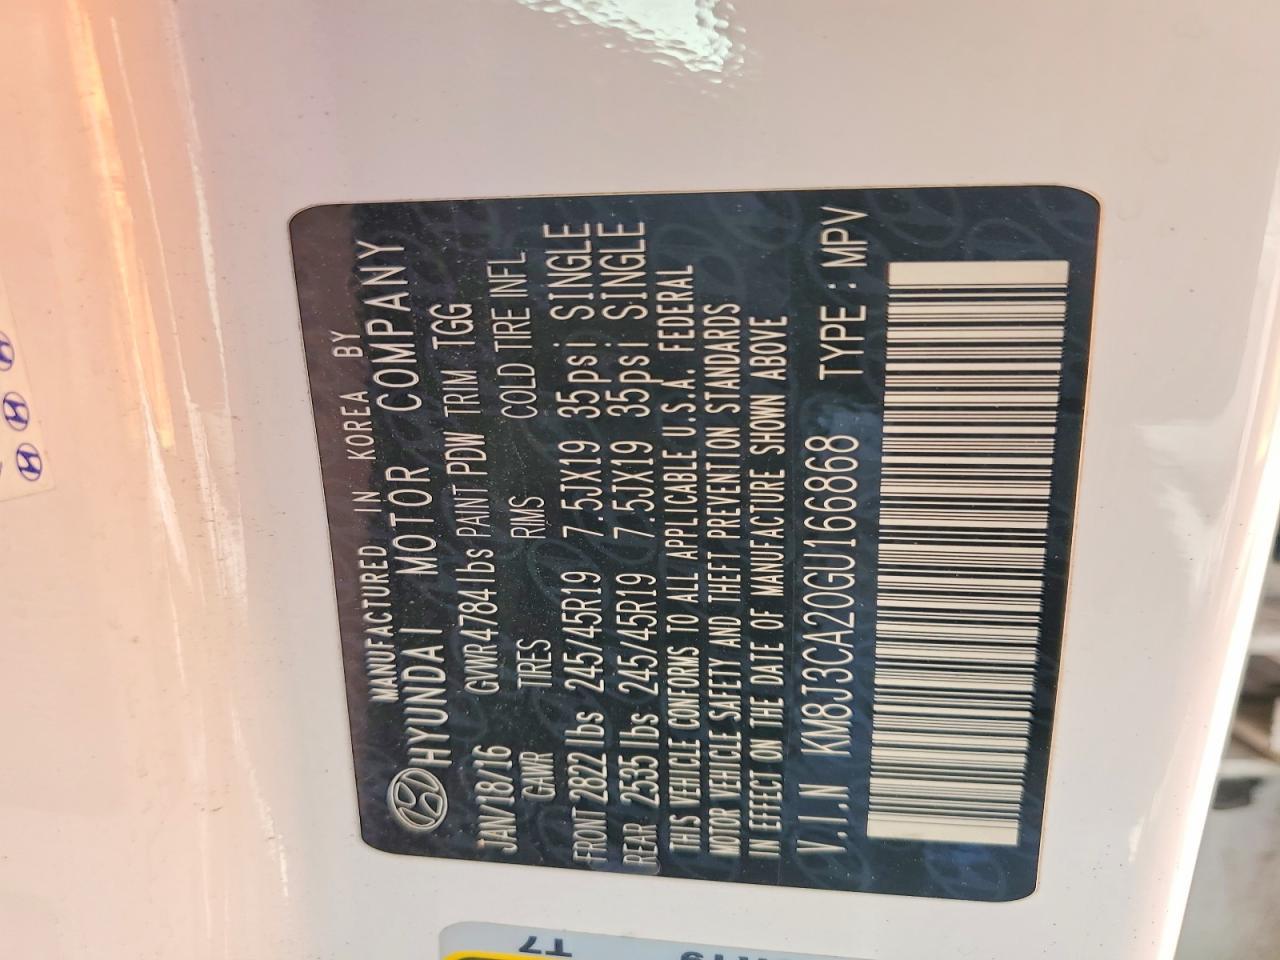 MANUFACTURED IN KOREA BY
HYUNDAI MOTOR COMPANY
JAN/18/16 GWR 4784lbs PAINT PDW TRIM TGG
GAWR TIRES RIMS COLD TIRE INFL
FRONT 2822 lbs 245/45R19 7.5JX19 35psi SINGLE
REAR 2535 lbs 245/45R19 7.5JX19 35psi SINGLE
THIS VEHICLE CONFORMS TO ALL APPLICABLE U.S.A. FEDERAL
MOTOR VEHICLE SAFETY AND THEFT PREVENTION STANDARDS
IN EFFECT ON THE DATE OF MANUFACTURE SHOWN ABOVE
V.I.N KM8J3CA20GU166868 TYPE : MPV
T7